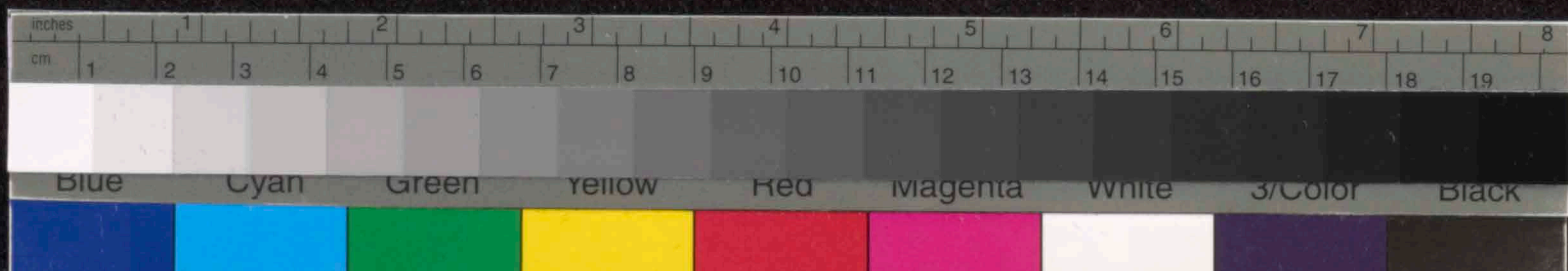 inches 1 2 3 4 5 6 7 8
cm 1 2 3 4 5 6 7 8 9 10 11 12 13 14 15 16 17 18 19
Blue Cyan Green Yellow Red Magenta White 3/Color Black